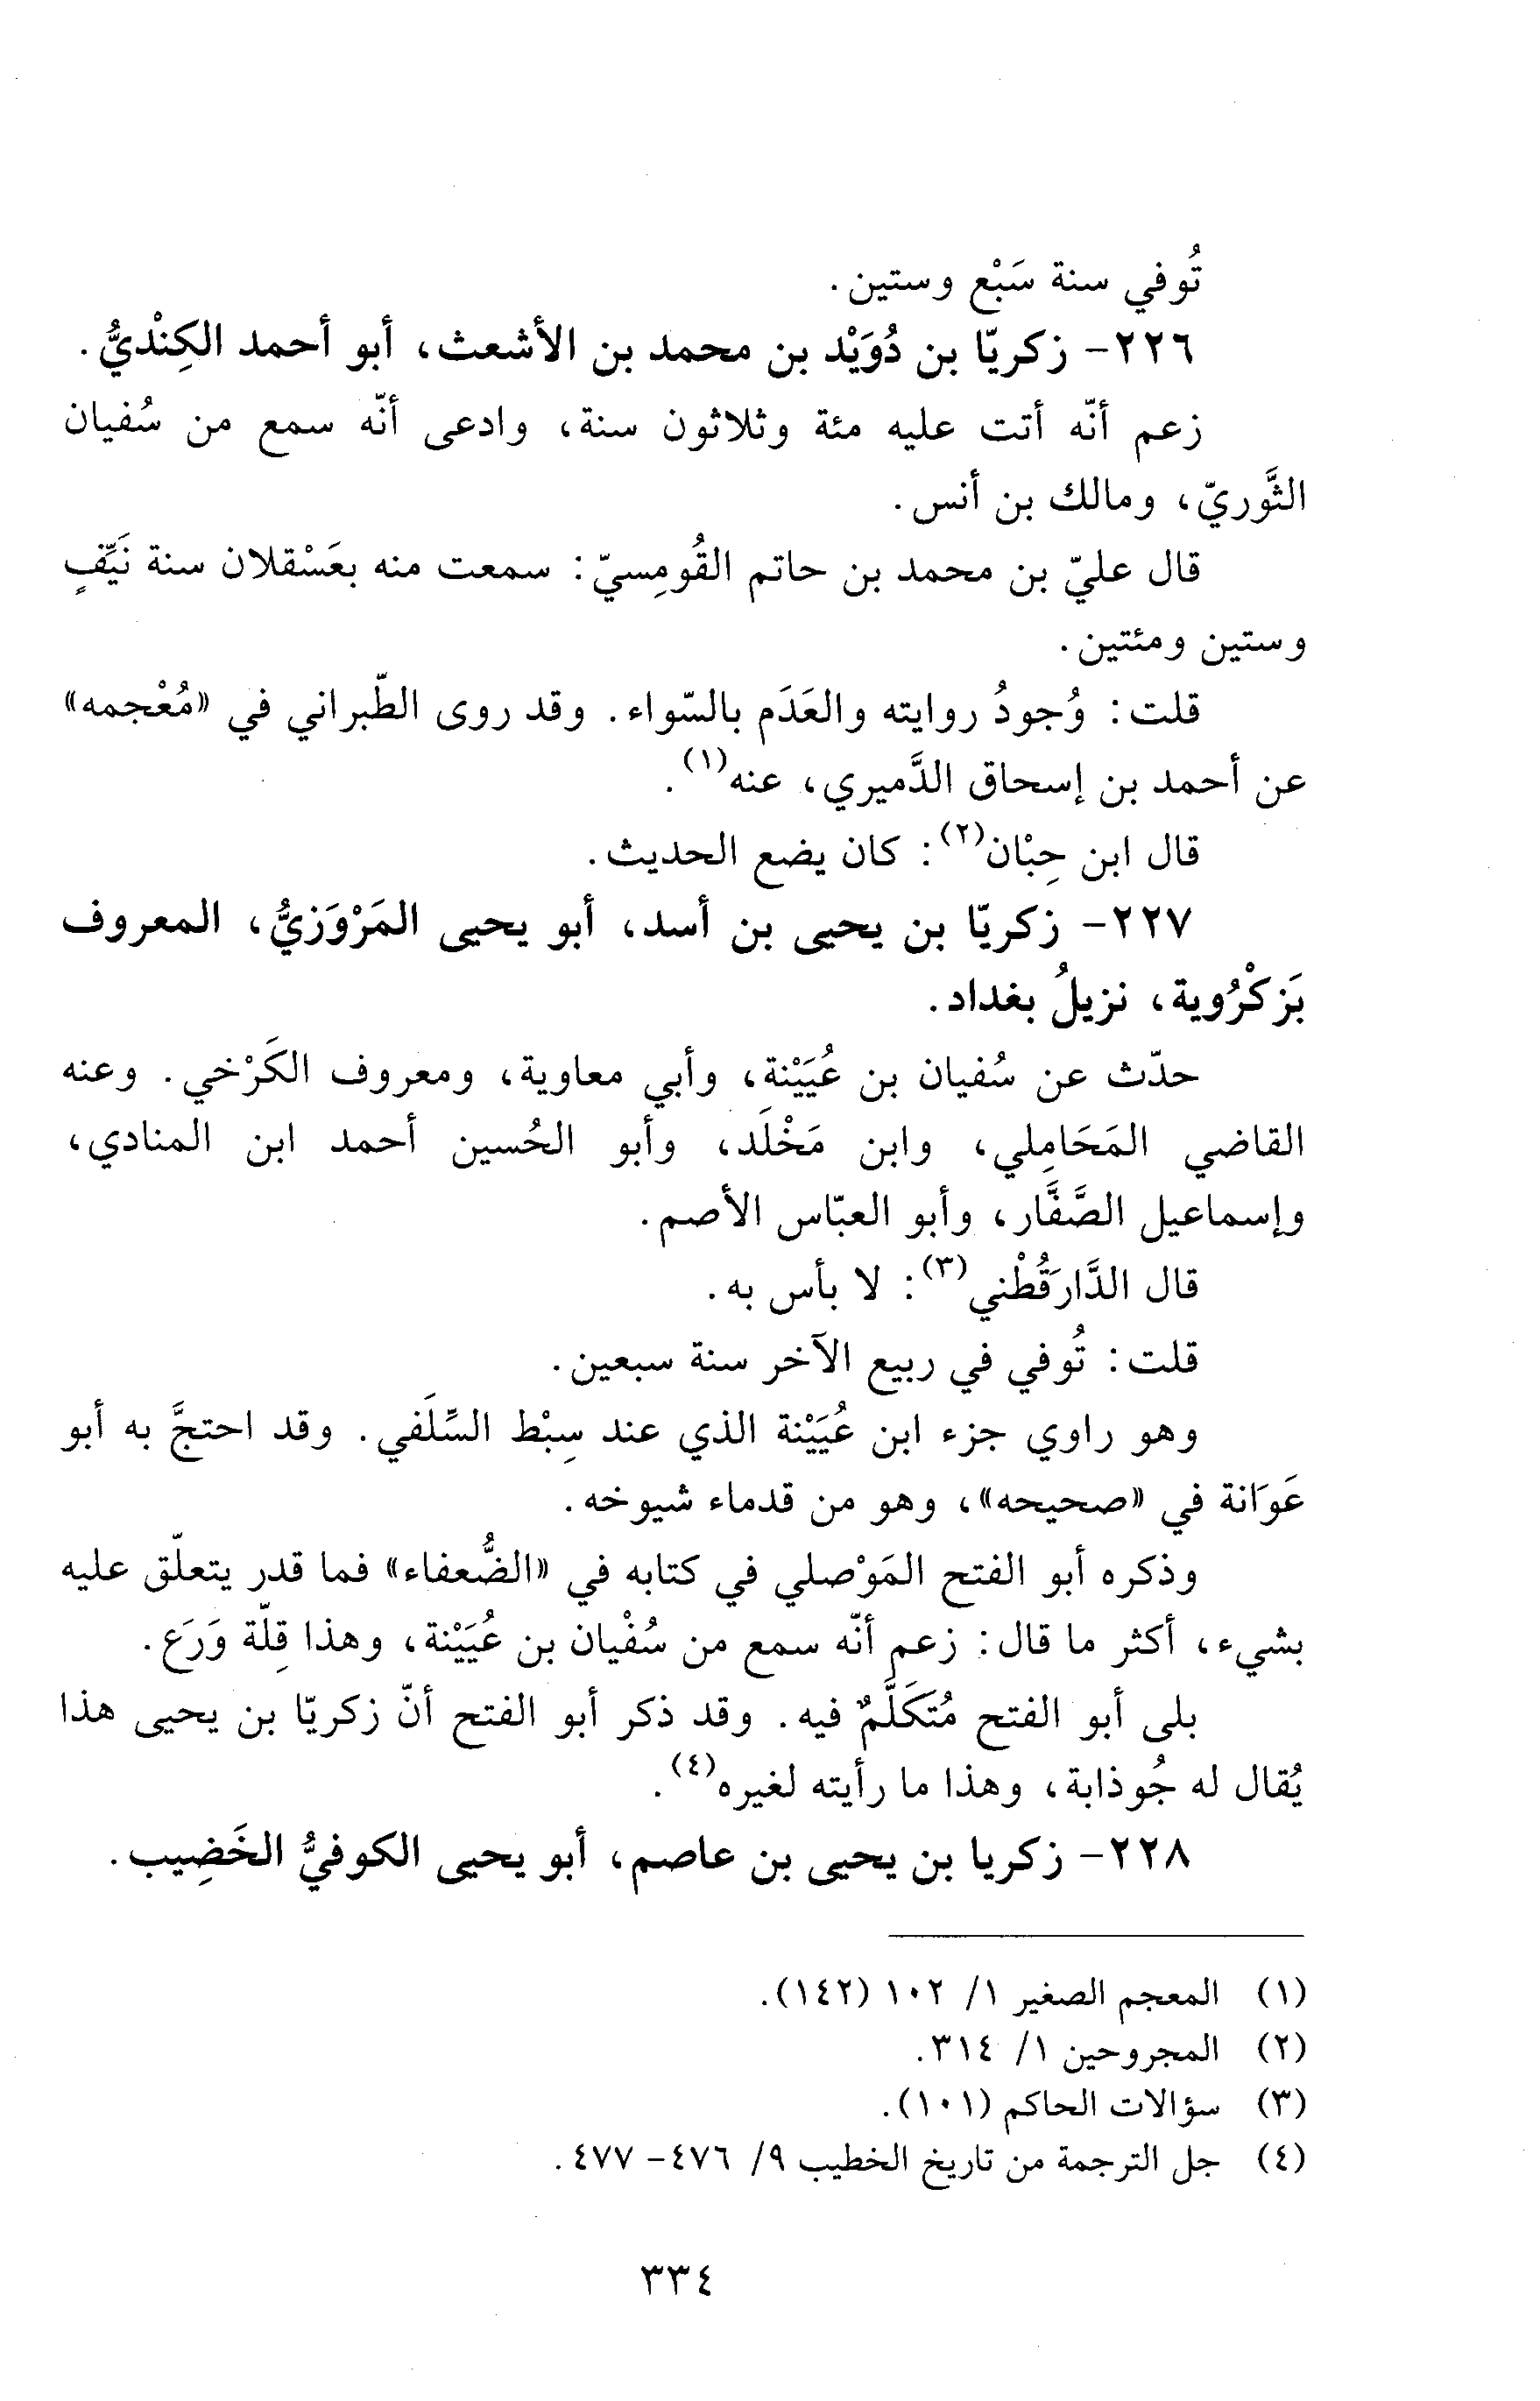 تُوفي سنة سَبْع وستين.
٢٢٦- زكريّا بن دُوَيْد بن محمد بن الأشعث، أبو أحمد الكِنْديُّ.
زعم أنّه أتت عليه مئة وثلاثون سنة، وادعى أنّه سمع من سُفيان
الثَّوريّ، ومالك بن أنس.
قال عليّ بن محمد بن حاتم القُومِسيّ: سمعت منه بعَسْقلان سنة نَيِّفٍ
وستين ومئتين.
قلت: وُجودُ روايته والعَدَم بالسّواء. وقد روى الطّبراني في «مُعْجمه»
عن أحمد بن إسحاق الدَّميري، عنه(١).
قال ابن حِبْان(٢): كان يضع الحديث.
٢٢٧- زكريّا بن يحيى بن أسد، أبو يحيى المَرْوَزيُّ، المعروف
بَزكْرُوية، نزيلُ بغداد.
حدّث عن سُفيان بن عُيَيْنة، وأبي معاوية، ومعروف الكَرْخي. وعنه
القاضي المَحَامِلي، وابن مَخْلَد، وأبو الحُسين أحمد ابن المنادي،
وإسماعيل الصَّفَّار، وأبو العبّاس الأصم.
قال الدَّارَقُطْني(٣): لا بأس به.
قلت: تُوفي في ربيع الآخر سنة سبعين.
وهو راوي جزء ابن عُيَيْنة الذي عند سِبْط السِّلَفي. وقد احتجَّ به أبو
عَوَانة في «صحيحه»، وهو من قدماء شيوخه.
وذكره أبو الفتح المَوْصلي في كتابه في «الضُّعفاء» فما قدر يتعلّق عليه
بشيء، أكثر ما قال: زعم أنّه سمع من سُفْيان بن عُيَيْنة، وهذا قِلّة وَرَع.
بلى أبو الفتح مُتَكَلَّمٌ فيه. وقد ذكر أبو الفتح أنّ زكريّا بن يحيى هذا
يُقال له جُوذابة، وهذا ما رأيته لغيره(٤).
٢٢٨- زكريا بن يحيى بن عاصم، أبو يحيى الكوفيُّ الخَضِيب.
(١) المعجم الصغير ١/ ١٠٢ (١٤٢).
(٢) المجروحين ١/ ٣١٤.
(٣) سؤالات الحاكم (١٠١).
(٤) جل الترجمة من تاريخ الخطيب ٩/ ٤٧٦- ٤٧٧.
٣٣٤